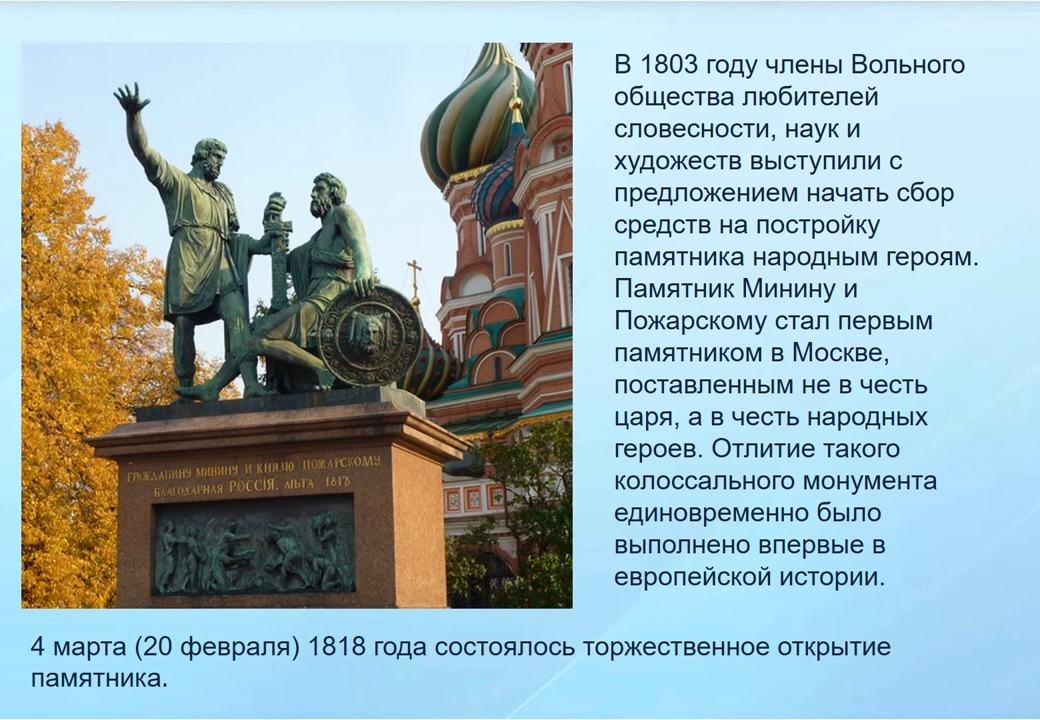 В 1803 году члены Вольного
общества любителей
словесности, наук и
художеств выступили с
предложением начать сбор
средств на постройку
памятника народным героям.
Памятник Минину и
Пожарскому стал первым
памятником в Москве,
поставленным не в честь
царя, а в честь народных
героев. Отлитие такого
колоссального монумента
единовременно было
выполнено впервые в
европейской истории.
ГРАЖДАНИНУ МИНИНУ И КНЯЗЮ ПОЖАРСКОМУ
БЛАГОДАРНАЯ РОССІЯ. ЛѢТА 1818
4 марта (20 февраля) 1818 года состоялось торжественное открытие
памятника.